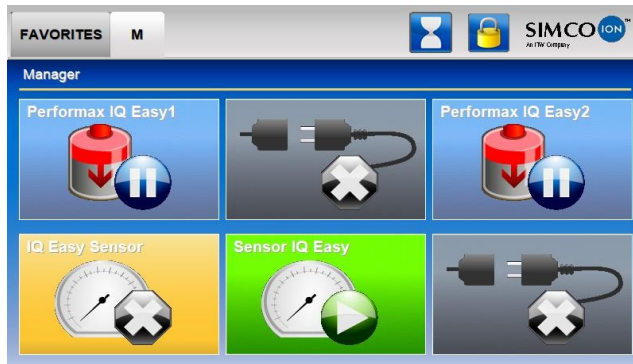 FAVORITES M
SIMCO ION
An ITW Company
Manager
Performax IQ Easy1
Performax IQ Easy2
IQ Easy Sensor
Sensor IQ Easy